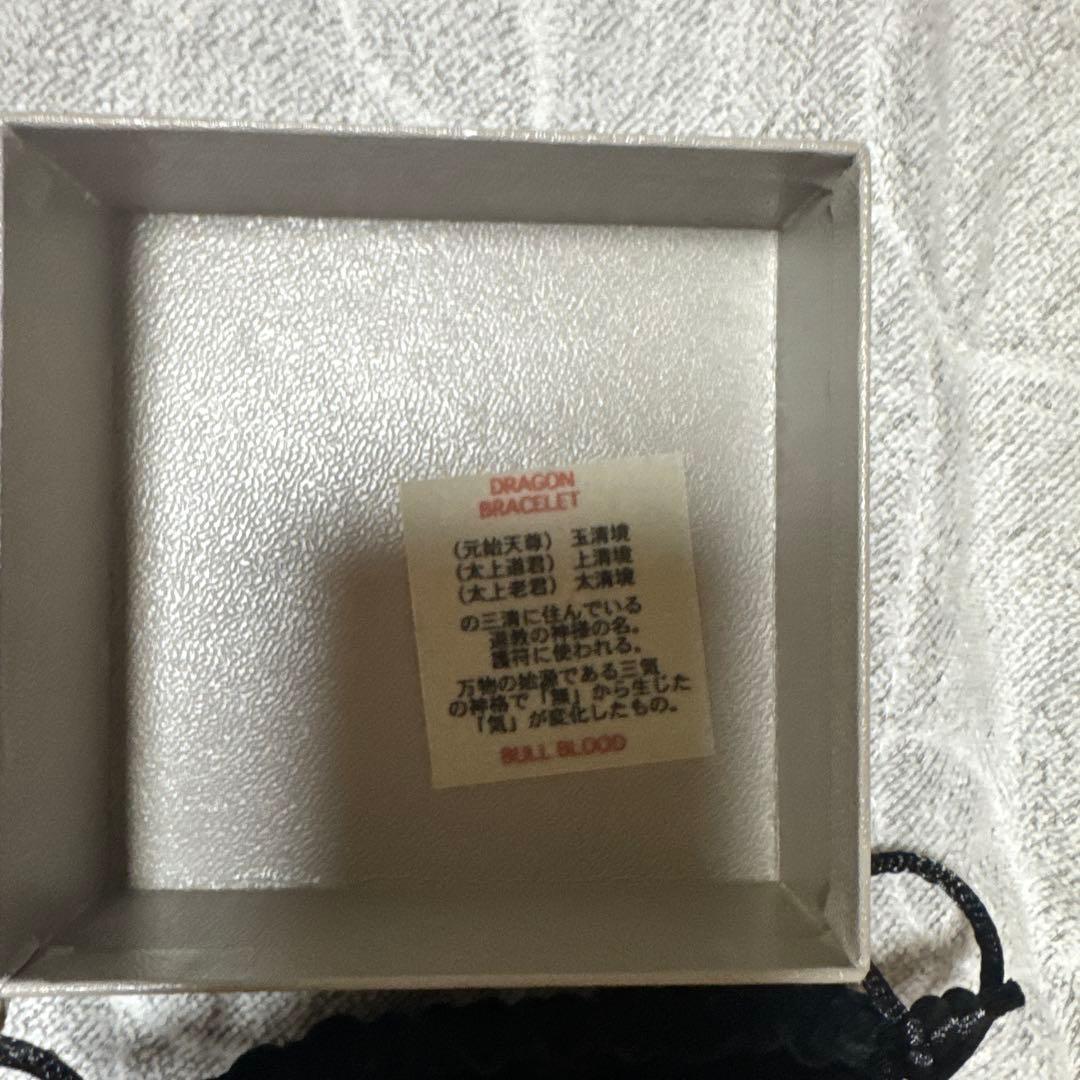 DRAGON
BRACELET
(元始天尊) 玉清境
(太上道君) 上清境
(太上老君) 太清境
の三清に住んでいる
道教の神様の名。
護符に使われる。
万物の始源である三気
の神格で「無」から生じた
「気」が変化したもの。
BULL BLOOD